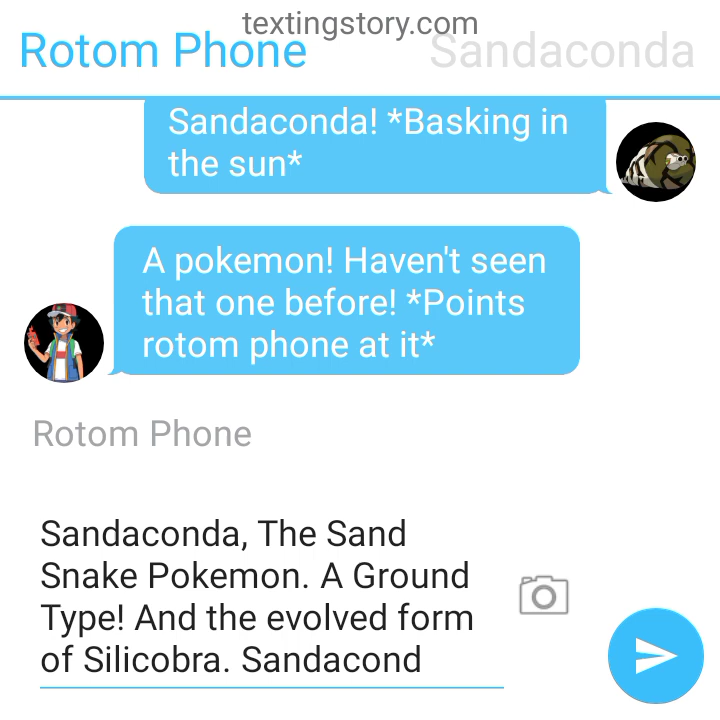 textingstory.com
Rotom Phone
Sandaconda
Sandaconda! *Basking in
the sun*
A pokemon! Haven't seen
that one before! *Points
rotom phone at it*
Rotom Phone
Sandaconda, The Sand
Snake Pokemon. A Ground
Type! And the evolved form
of Silicobra. Sandacond